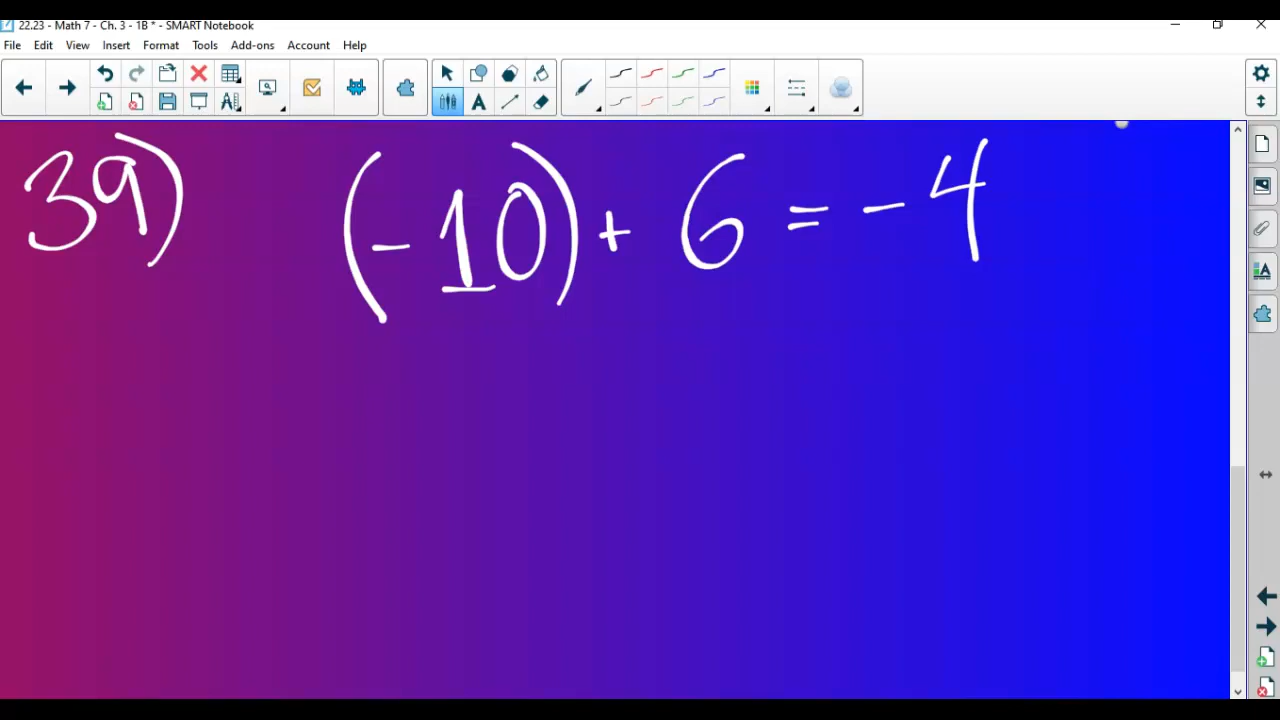 22.23 - Math 7 - Ch. 3 - 1B * - SMART Notebook
File Edit View Insert Format Tools Add-ons Account Help
39) (-10) + 6 = -4